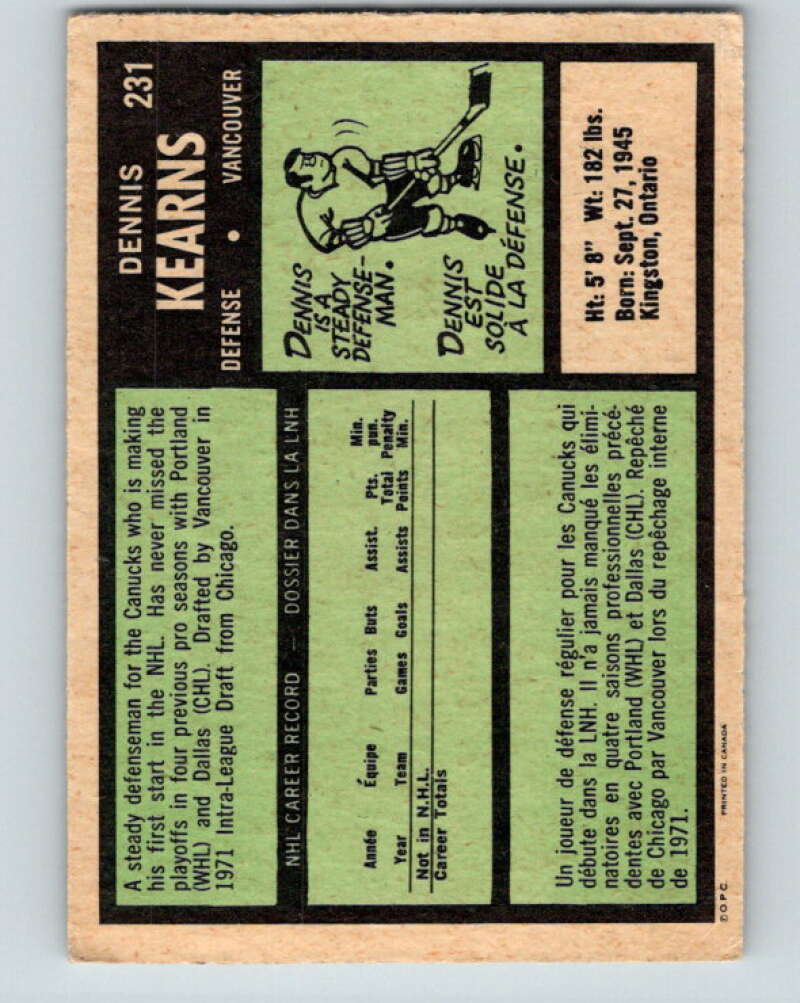 DENNIS 231
KEARNS
DEFENSE • VANCOUVER
A steady defenseman for the Canucks who is making
his first start in the NHL. Has never missed the
playoffs in four previous pro seasons with Portland
(WHL) and Dallas (CHL). Drafted by Vancouver in
1971 Intra-League Draft from Chicago.
DENNIS
IS A
STEADY
DEFENSE-
MAN.
DENNIS
EST
SOLIDE
À LA DÉFENSE.
NHL CAREER RECORD — DOSSIER DANS LA LNH
Min.
Pts. pun.
Année Équipe Parties Buts Assist. Total Penalty
Year Team Games Goals Assists Points Min.
Not in N.H.L.
Career Totals
Ht: 5' 8" Wt: 182 lbs.
Born: Sept. 27, 1945
Kingston, Ontario
Un joueur de défense régulier pour les Canucks qui
débute dans la LNH. Il n'a jamais manqué les élimi-
natoires en quatre saisons professionnelles précé-
dentes avec Portland (WHL) et Dallas (CHL). Repêché
de Chicago par Vancouver lors du repêchage interne
de 1971.
© O.P.C. PRINTED IN CANADA